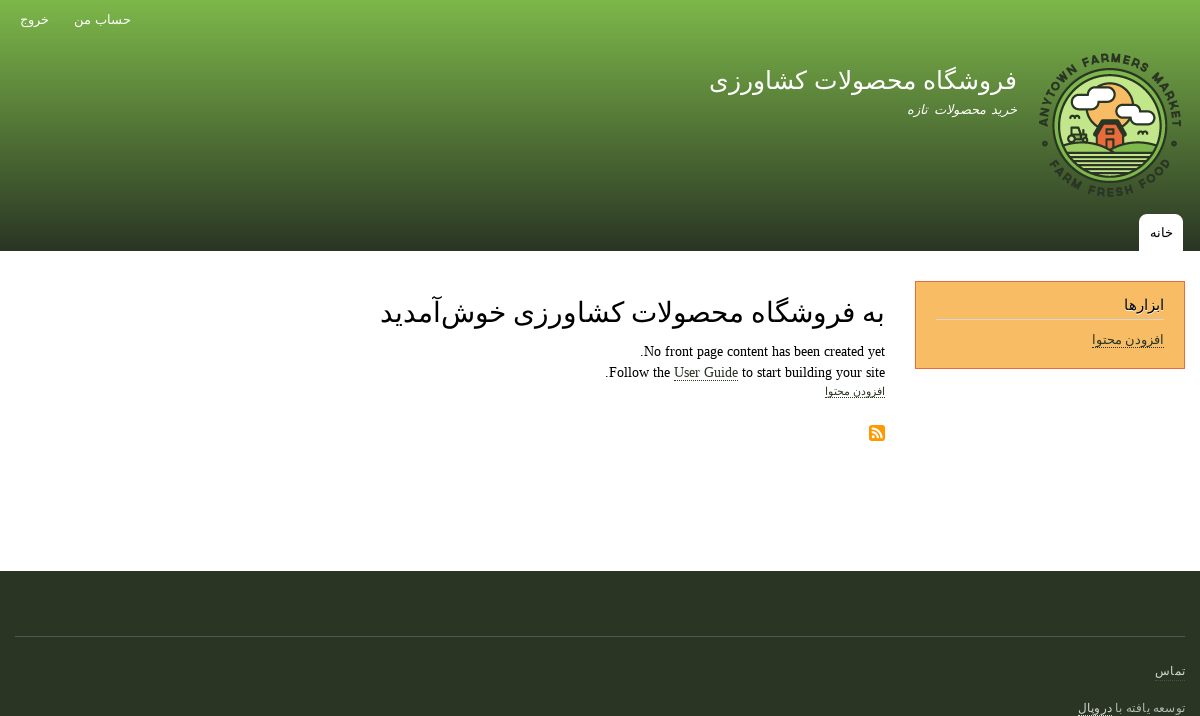 حساب من
خروج
ANYTOWN FARMERS MARKET
FARM FRESH FOOD
فروشگاه محصولات کشاورزی
خرید محصولات تازه
خانه
ابزارها
افزودن محتوا
به فروشگاه محصولات کشاورزی خوش‌آمدید
No front page content has been created yet.
Follow the User Guide to start building your site.
افزودن محتوا
تماس
توسعه یافته با دروپال